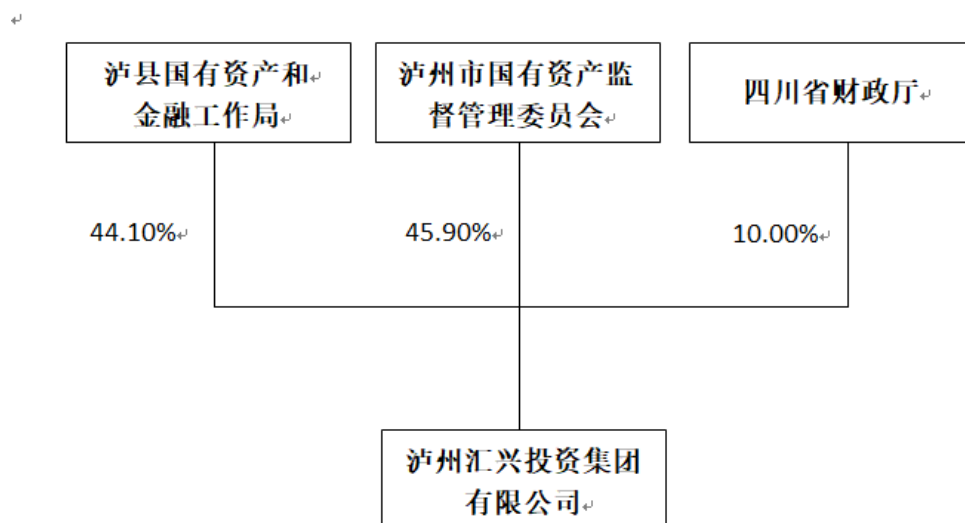 泸县国有资产和
金融工作局
泸州市国有资产监
督管理委员会
四川省财政厅
44.10%
45.90%
10.00%
泸州汇兴投资集团
有限公司